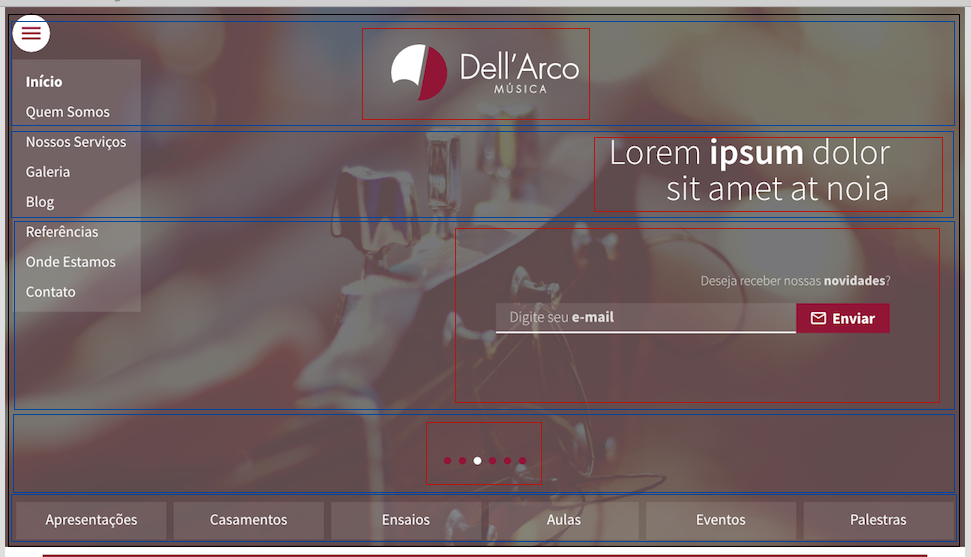 Dell'Arco
MÚSICA
Início
Quem Somos
Nossos Serviços
Galeria
Blog
Referências
Onde Estamos
Contato
Lorem ipsum dolor
sit amet at noia
Deseja receber nossas novidades?
Digite seu e-mail
Enviar
Apresentações
Casamentos
Ensaios
Aulas
Eventos
Palestras